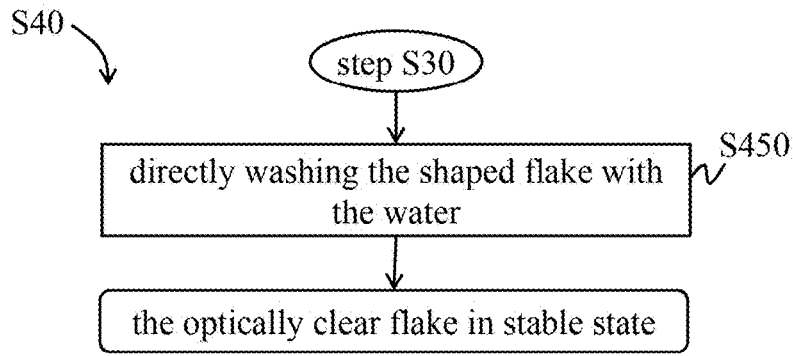 S40
step S30
S450
directly washing the shaped flake with
the water
the optically clear flake in stable state